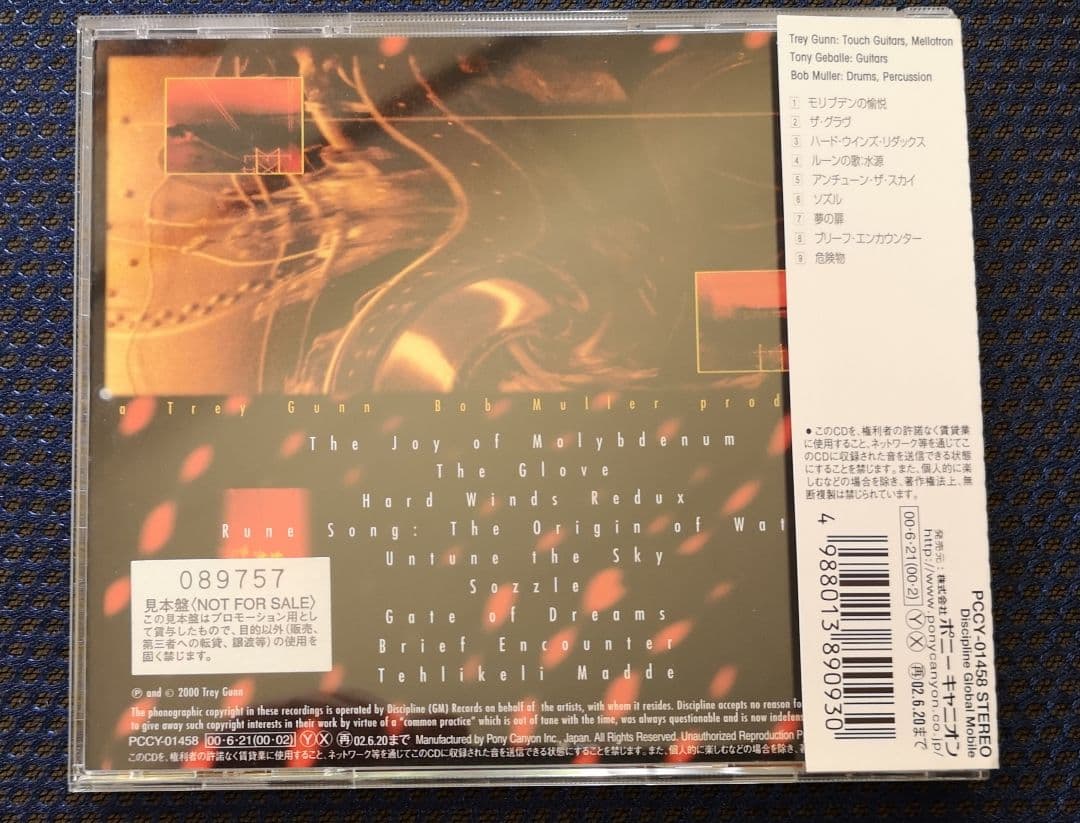 a Trey Gunn Bob Muller prod
The Joy of Molybdenum
The Glove
Hard Winds Redux
Rune Song: The Origin of Wat
Untune the Sky
Sozzle
Gate of Dreams
Brief Encounter
Tehlikeli Madde
089757
見本盤〈NOT FOR SALE〉
この見本盤はプロモーション用とし
て貸与したもので、目的以外(販売、
第三者への転貸、譲渡等)の使用を
固く禁じます。
Ⓟ and © 2000 Trey Gunn
The phonographic copyright in these recordings is operated by Discipline (GM) Records on behalf of the artists, with whom it resides. Discipline accepts no reason fo
to give away such copyright interests in their work by virtue of a "common practice" which is out of tune with the time, was always questionable and is now indefens
PCCY-01458 00·6·21(00·02) Ⓨ Ⓧ 再 02.6.20まで Manufactured by Pony Canyon Inc., Japan. All Rights Reserved. Unauthorized Reproduction P
このCDを、権利者の許諾なく賃貸業に使用すること、ネットワーク等を通じてこのCDに収録された音を送信できる状態にすることを禁じます。また、個人的に楽しむなどの場合を除き、著
Trey Gunn: Touch Guitars, Mellotron
Tony Geballe: Guitars
Bob Muller: Drums, Percussion
1 モリブデンの愉悦
2 ザ・グラヴ
3 ハード・ウインズ・リダックス
4 ルーンの歌:水源
5 アンチューン・ザ・スカイ
6 ソズル
7 夢の扉
8 ブリーフ・エンカウンター
9 危険物
● このCDを、権利者の許諾なく賃貸業
に使用すること、ネットワーク等を通じてこ
のCDに収録された音を送信できる状態
にすることを禁じます。また、個人的に楽
しむなどの場合を除き、著作権法上、無
断複製は禁じられています。
4 988013 890930
PCCY-01458 STEREO
Discipline Global Mobile
発売元:株式会社ポニーキャニオン
http://www.ponycanyon.co.jp/
00·6·21(00·2) Ⓨ Ⓧ 再 02.6.20まで